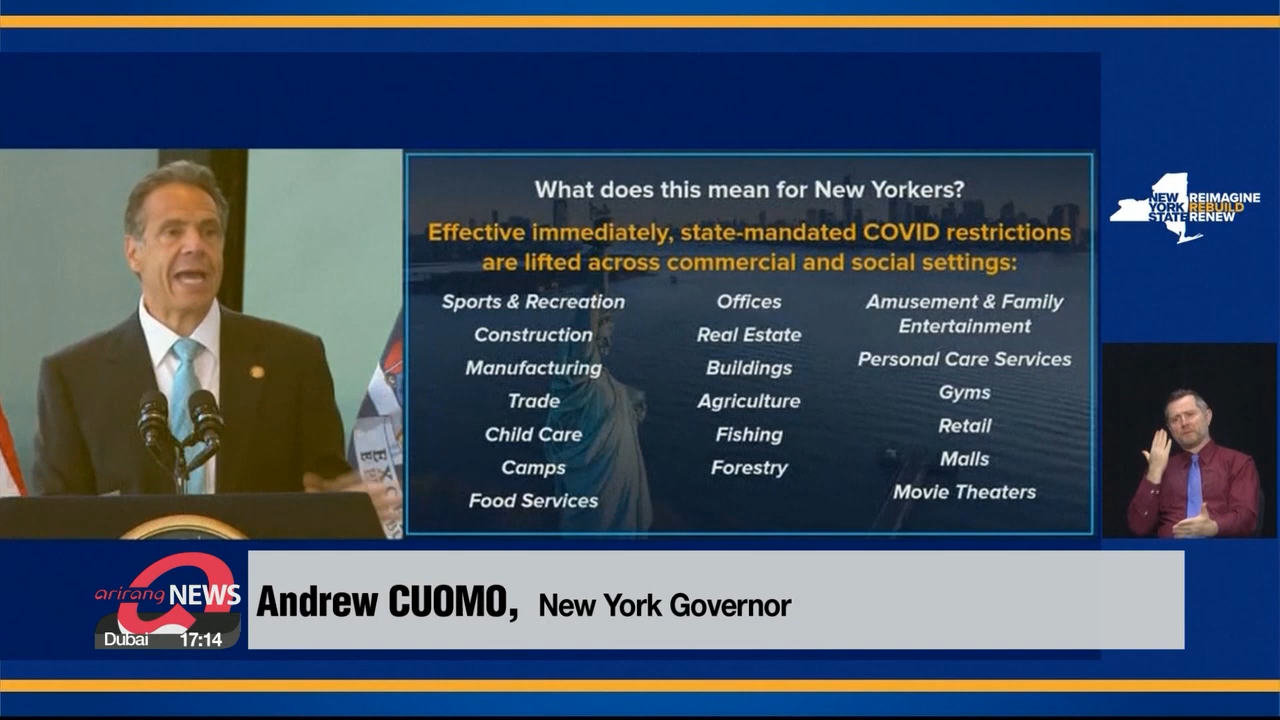 What does this mean for New Yorkers?
Effective immediately, state-mandated COVID restrictions
are lifted across commercial and social settings:
Sports & Recreation
Construction
Manufacturing
Trade
Child Care
Camps
Food Services
Offices
Real Estate
Buildings
Agriculture
Fishing
Forestry
Amusement & Family
Entertainment
Personal Care Services
Gyms
Retail
Malls
Movie Theaters
NEW
YORK
STATE
REIMAGINE
REBUILD
RENEW
arirang NEWS
Dubai 17:14
Andrew CUOMO, New York Governor